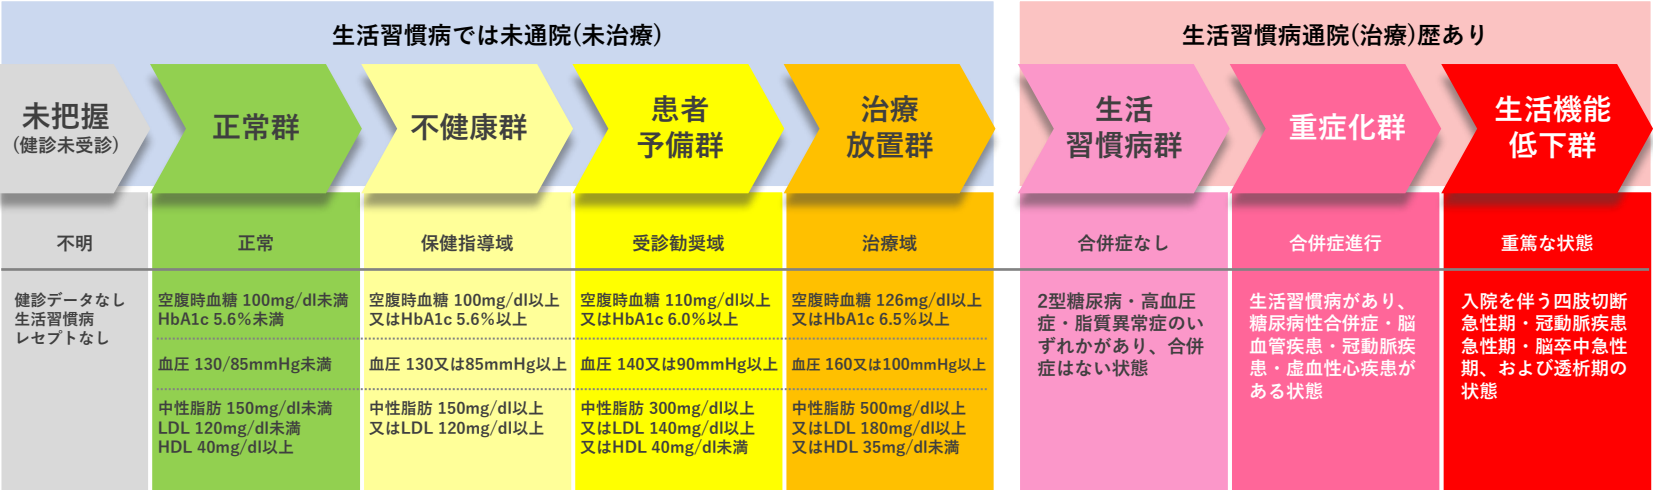 生活習慣病では未通院(未治療)
生活習慣病通院(治療)歴あり
未把握
(健診未受診)
正常群
不健康群
患者
予備群
治療
放置群
生活
習慣病群
重症化群
生活機能
低下群
不明
正常
保健指導域
受診勧奨域
治療域
合併症なし
合併症進行
重篤な状態
健診データなし
生活習慣病
レセプトなし
空腹時血糖 100mg/dl未満
HbA1c 5.6%未満
血圧 130/85mmHg未満
中性脂肪 150mg/dl未満
LDL 120mg/dl未満
HDL 40mg/dl以上
空腹時血糖 100mg/dl以上
又はHbA1c 5.6%以上
血圧 130又は85mmHg以上
中性脂肪 150mg/dl以上
又はLDL 120mg/dl以上
空腹時血糖 110mg/dl以上
又はHbA1c 6.0%以上
血圧 140又は90mmHg以上
中性脂肪 300mg/dl以上
又はLDL 140mg/dl以上
又はHDL 40mg/dl未満
空腹時血糖 126mg/dl以上
又はHbA1c 6.5%以上
血圧 160又は100mmHg以上
中性脂肪 500mg/dl以上
又はLDL 180mg/dl以上
又はHDL 35mg/dl未満
2型糖尿病・高血圧
症・脂質異常症のい
ずれかがあり、合併
症はない状態
生活習慣病があり、
糖尿病性合併症・脳
血管疾患・冠動脈疾
患・虚血性心疾患が
ある状態
入院を伴う四肢切断
急性期・冠動脈疾患
急性期・脳卒中急性
期、および透析期の
状態